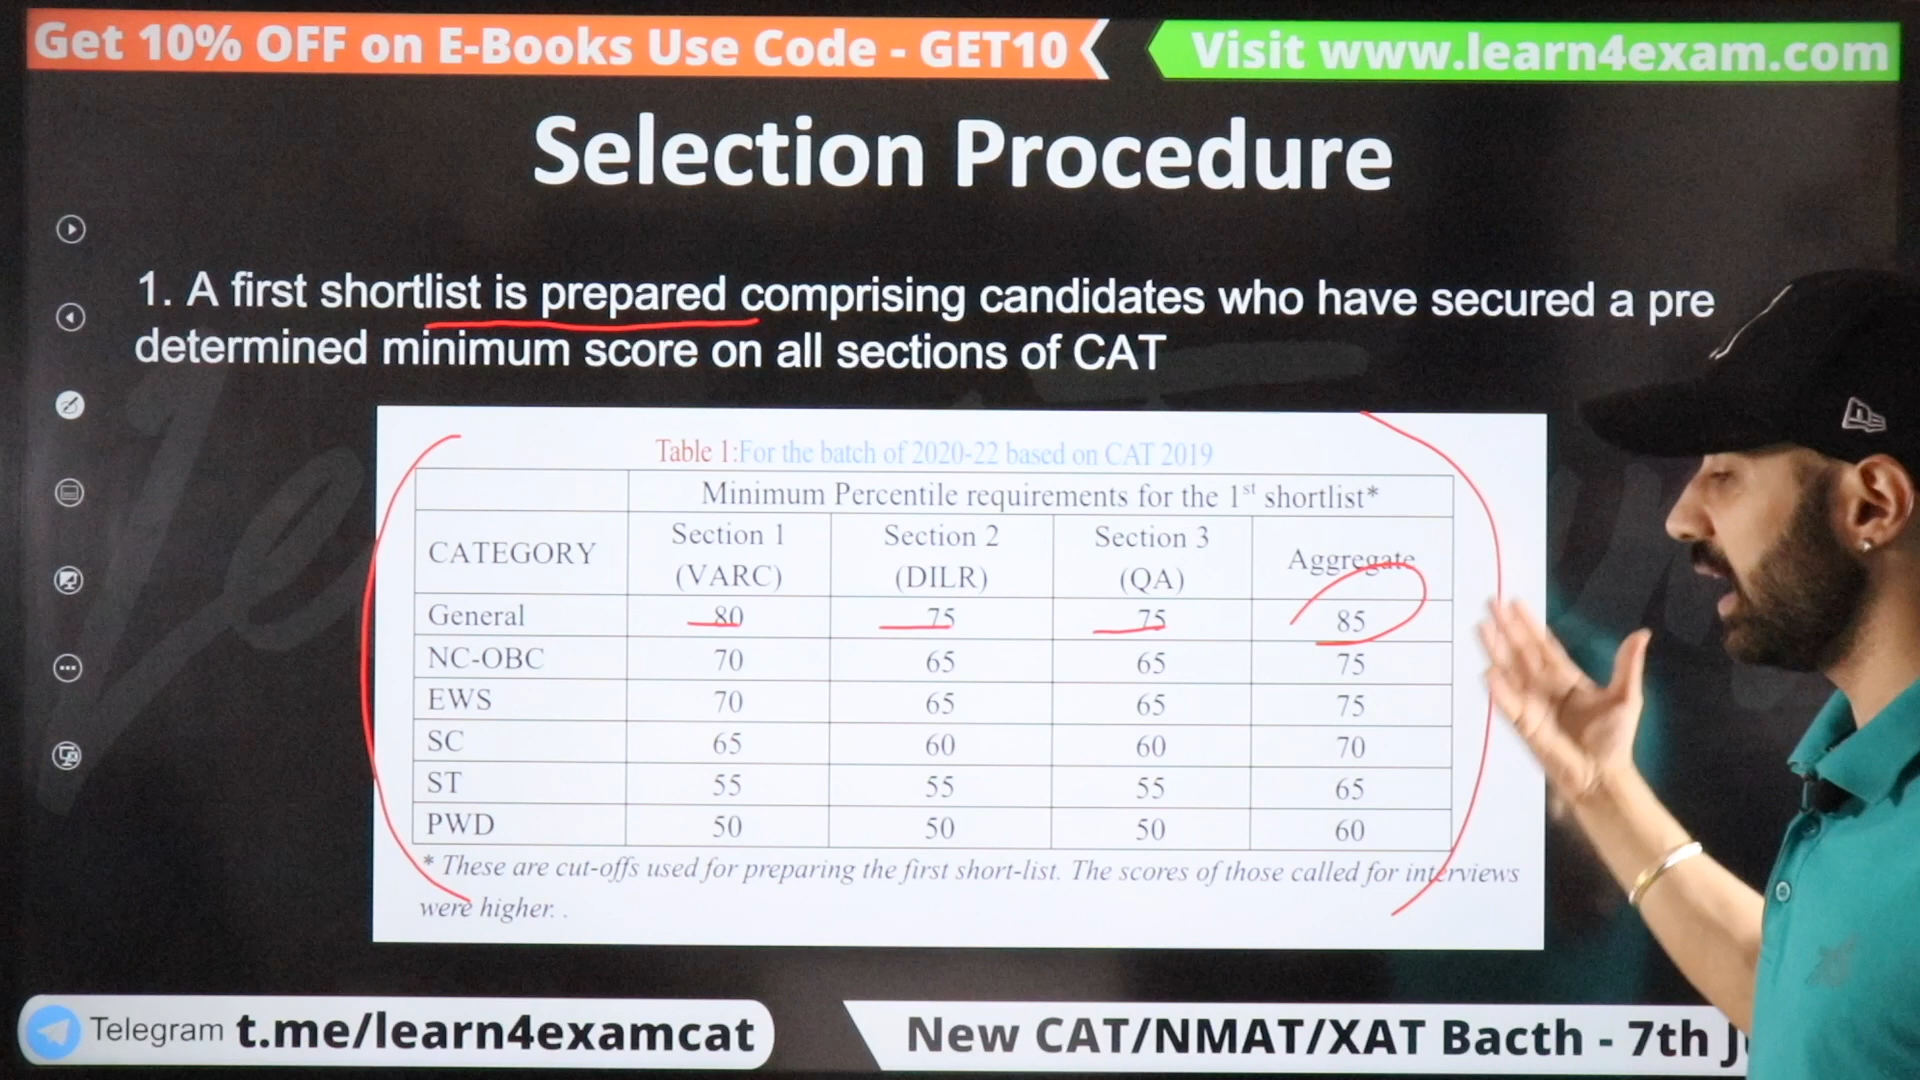 Get 10% OFF on E-Books Use Code - GET10
Visit www.learn4exam.com
Selection Procedure
1. A first shortlist is prepared comprising candidates who have secured a pre
determined minimum score on all sections of CAT
Table 1:For the batch of 2020-22 based on CAT 2019
Minimum Percentile requirements for the 1st shortlist*
CATEGORY Section 1 (VARC) Section 2 (DILR) Section 3 (QA) Aggregate
General 80 75 75 85
NC-OBC 70 65 65 75
EWS 70 65 65 75
SC 65 60 60 70
ST 55 55 55 65
PWD 50 50 50 60
* These are cut-offs used for preparing the first short-list. The scores of those called for interviews
were higher. .
Telegram t.me/learn4examcat
New CAT/NMAT/XAT Bacth - 7th J